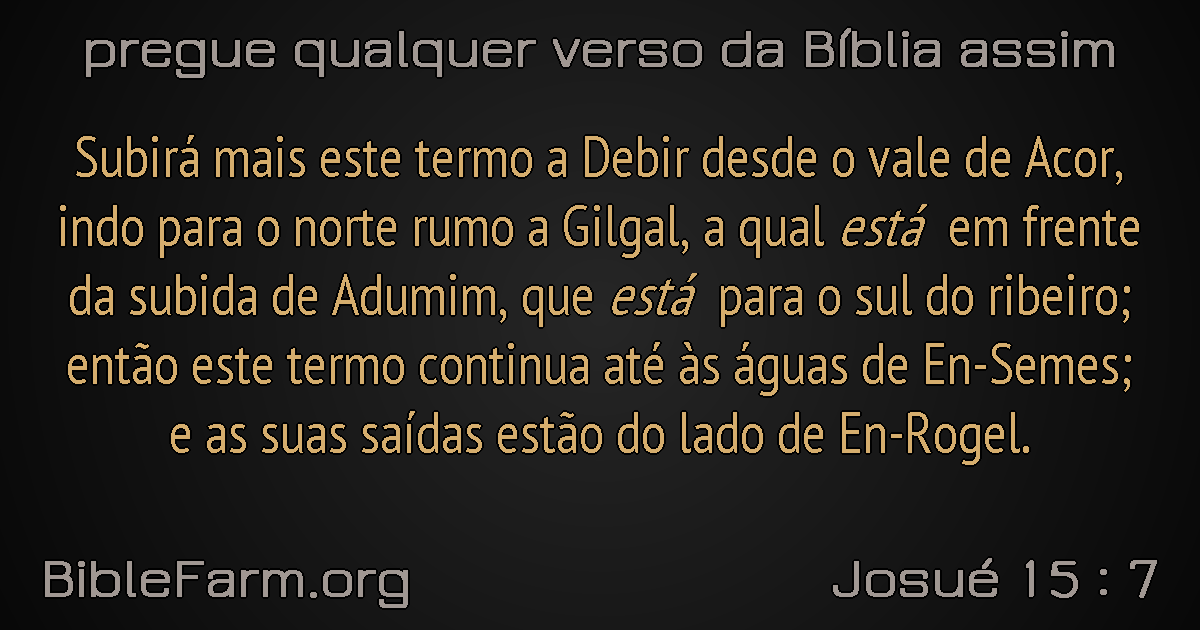 pregue qualquer verso da Bíblia assim
Subirá mais este termo a Debir desde o vale de Acor,
indo para o norte rumo a Gilgal, a qual está em frente
da subida de Adumim, que está para o sul do ribeiro;
então este termo continua até às águas de En-Semes;
e as suas saídas estão do lado de En-Rogel.
BibleFarm.org
Josué 15 : 7